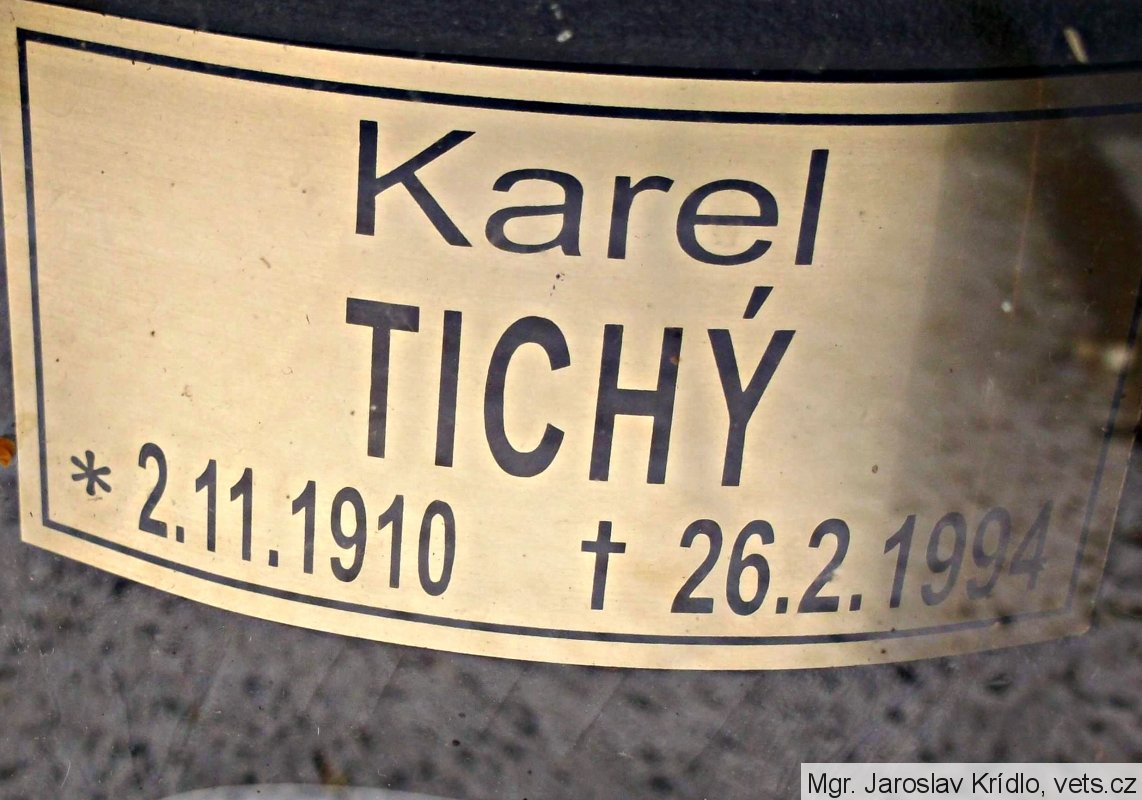 Karel
TICHÝ
* 2.11.1910 † 26.2.1994
Mgr. Jaroslav Krídlo, vets.cz